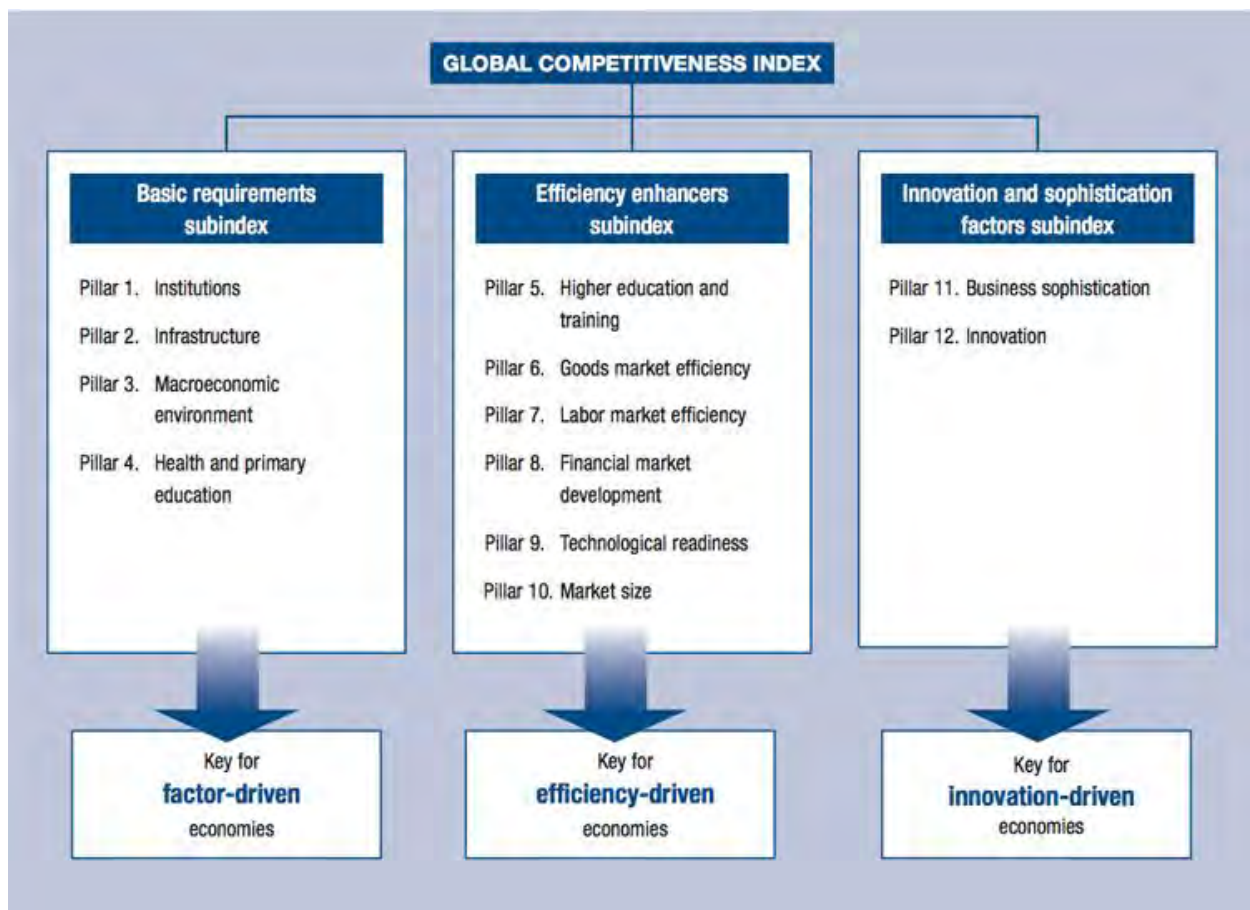 GLOBAL COMPETITIVENESS INDEX
Basic requirements
subindex
Pillar 1. Institutions
Pillar 2. Infrastructure
Pillar 3. Macroeconomic
environment
Pillar 4. Health and primary
education
Key for
factor-driven
economies
Efficiency enhancers
subindex
Pillar 5. Higher education and
training
Pillar 6. Goods market efficiency
Pillar 7. Labor market efficiency
Pillar 8. Financial market
development
Pillar 9. Technological readiness
Pillar 10. Market size
Key for
efficiency-driven
economies
Innovation and sophistication
factors subindex
Pillar 11. Business sophistication
Pillar 12. Innovation
Key for
innovation-driven
economies